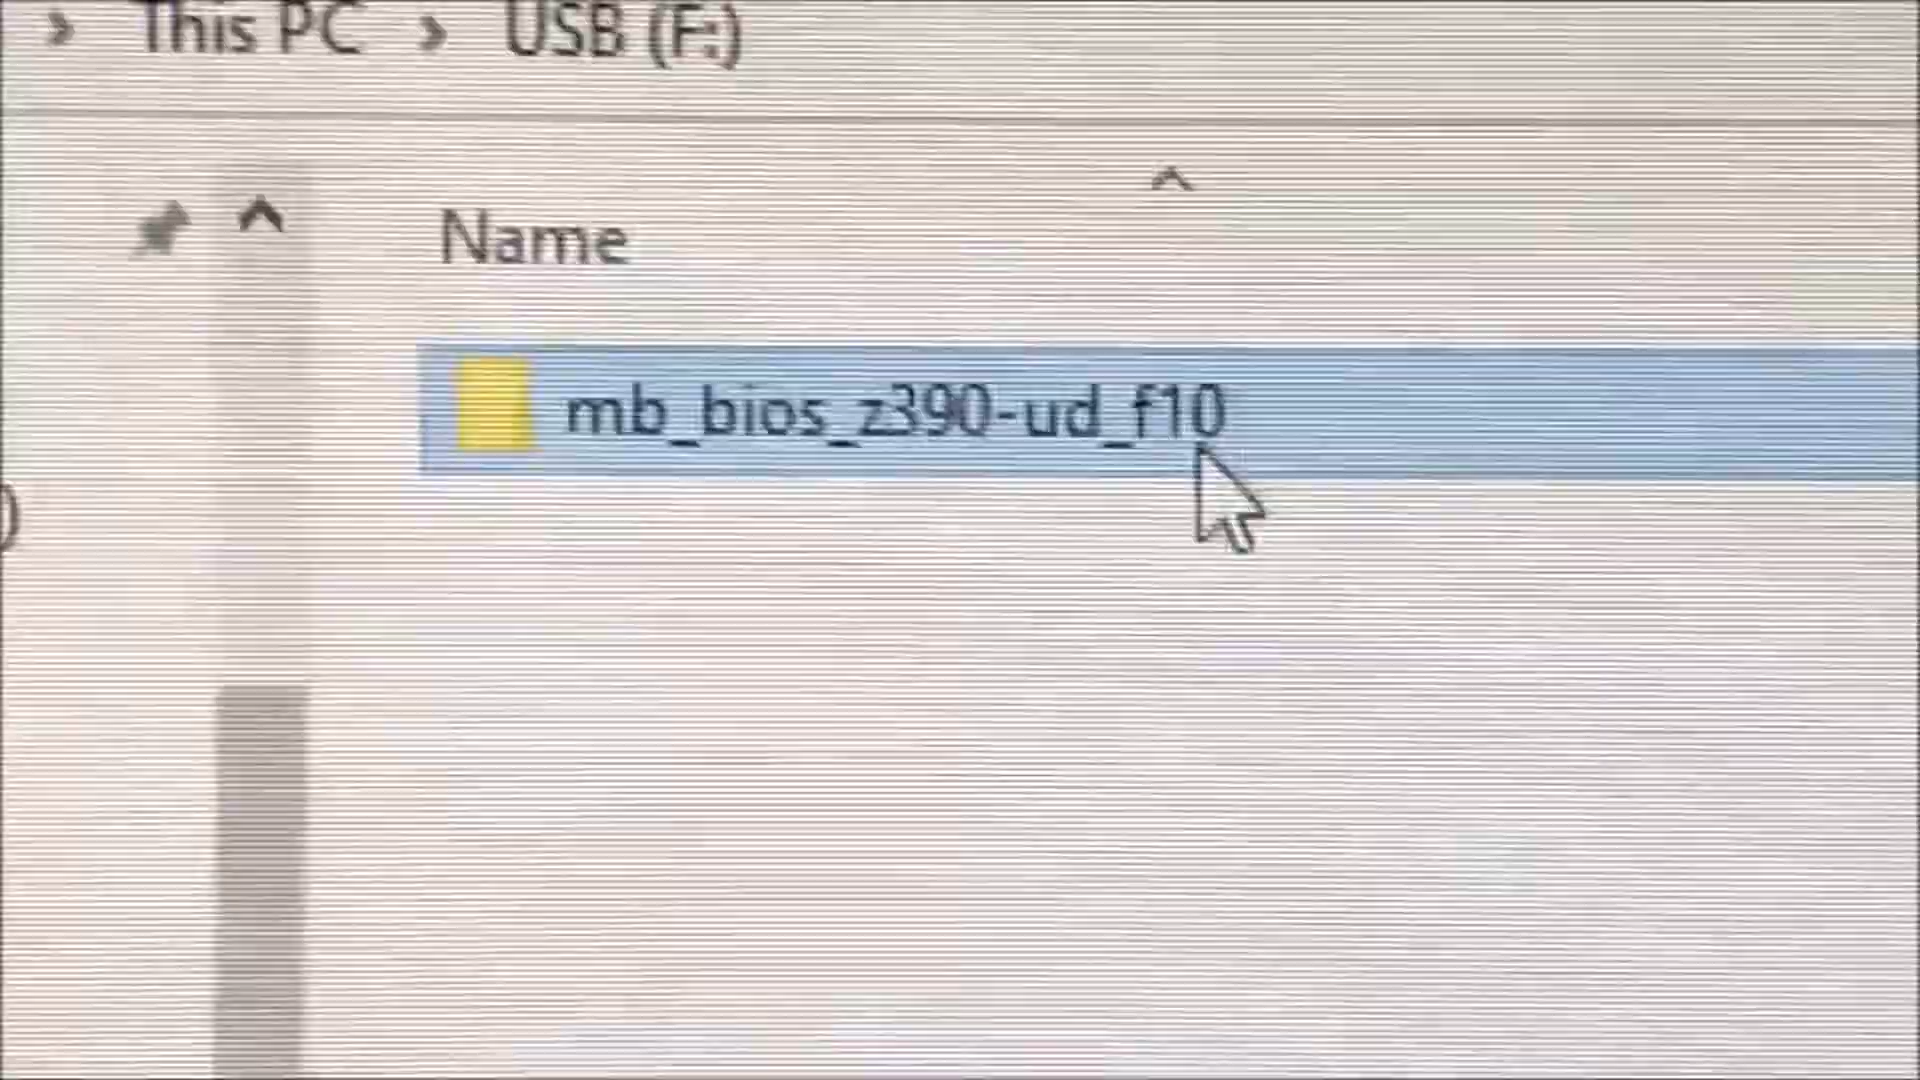 › This PC › USB (F:)
Name
mb_bios_z390-ud_f10
)